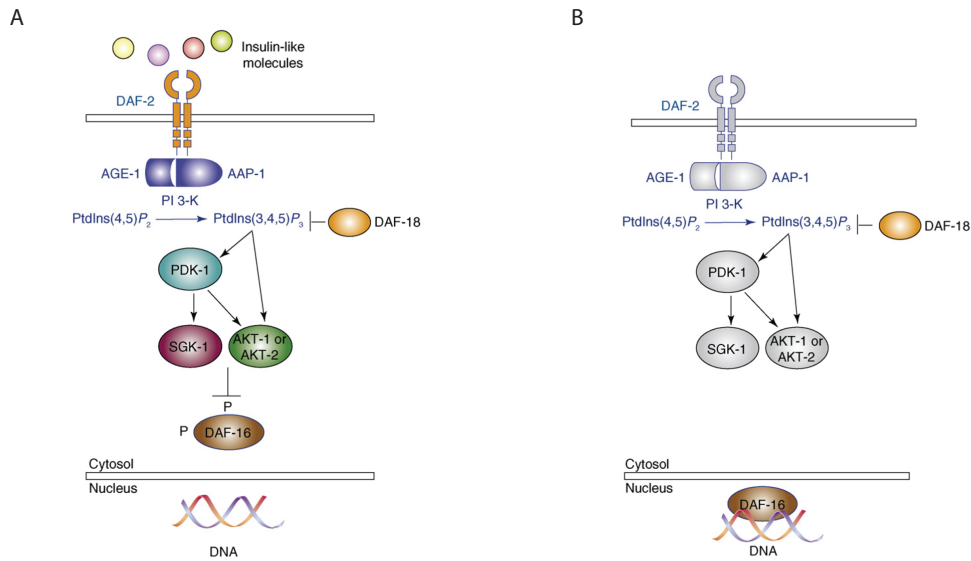 A
Insulin-like
molecules
DAF-2
AGE-1
AAP-1
PI 3-K
PtdIns(4,5)P2
PtdIns(3,4,5)P3
DAF-18
PDK-1
SGK-1
AKT-1 or
AKT-2
P
P
DAF-16
Cytosol
Nucleus
DNA
B
DAF-2
AGE-1
AAP-1
PI 3-K
PtdIns(4,5)P2
PtdIns(3,4,5)P3
DAF-18
PDK-1
SGK-1
AKT-1 or
AKT-2
Cytosol
Nucleus
DAF-16
DNA